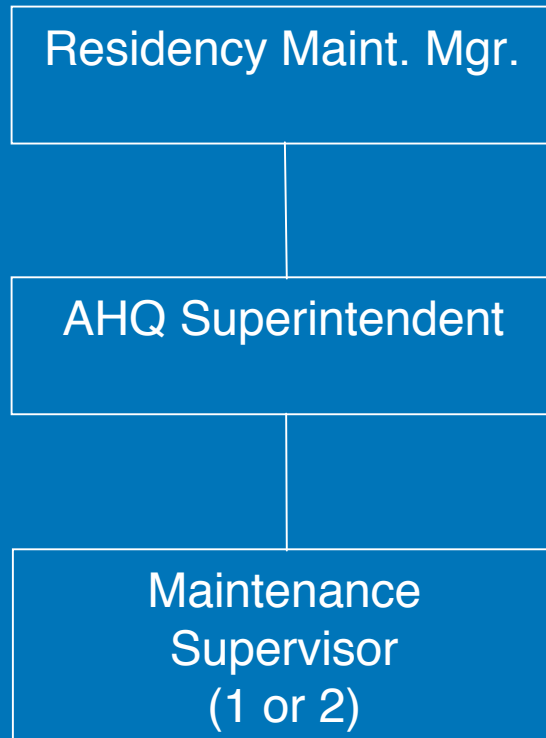 Residency Maint. Mgr.
AHQ Superintendent
Maintenance
Supervisor
(1 or 2)